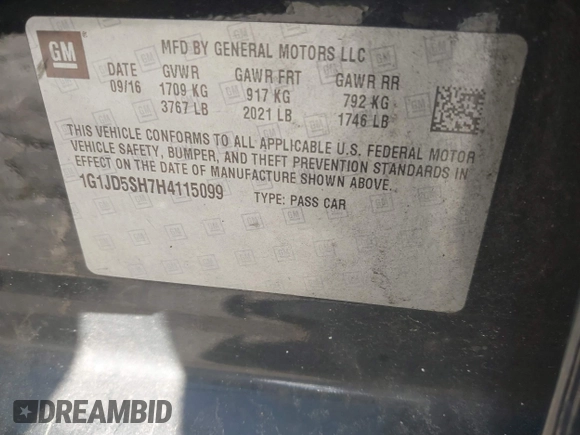 GM
MFD BY GENERAL MOTORS LLC
DATE GVWR GAWR FRT GAWR RR
09/16 1709 KG 917 KG 792 KG
3767 LB 2021 LB 1746 LB
THIS VEHICLE CONFORMS TO ALL APPLICABLE U.S. FEDERAL MOTOR
VEHICLE SAFETY, BUMPER, AND THEFT PREVENTION STANDARDS IN
EFFECT ON THE DATE OF MANUFACTURE SHOWN ABOVE.
1G1JD5SH7H4115099 TYPE: PASS CAR
DREAMBID